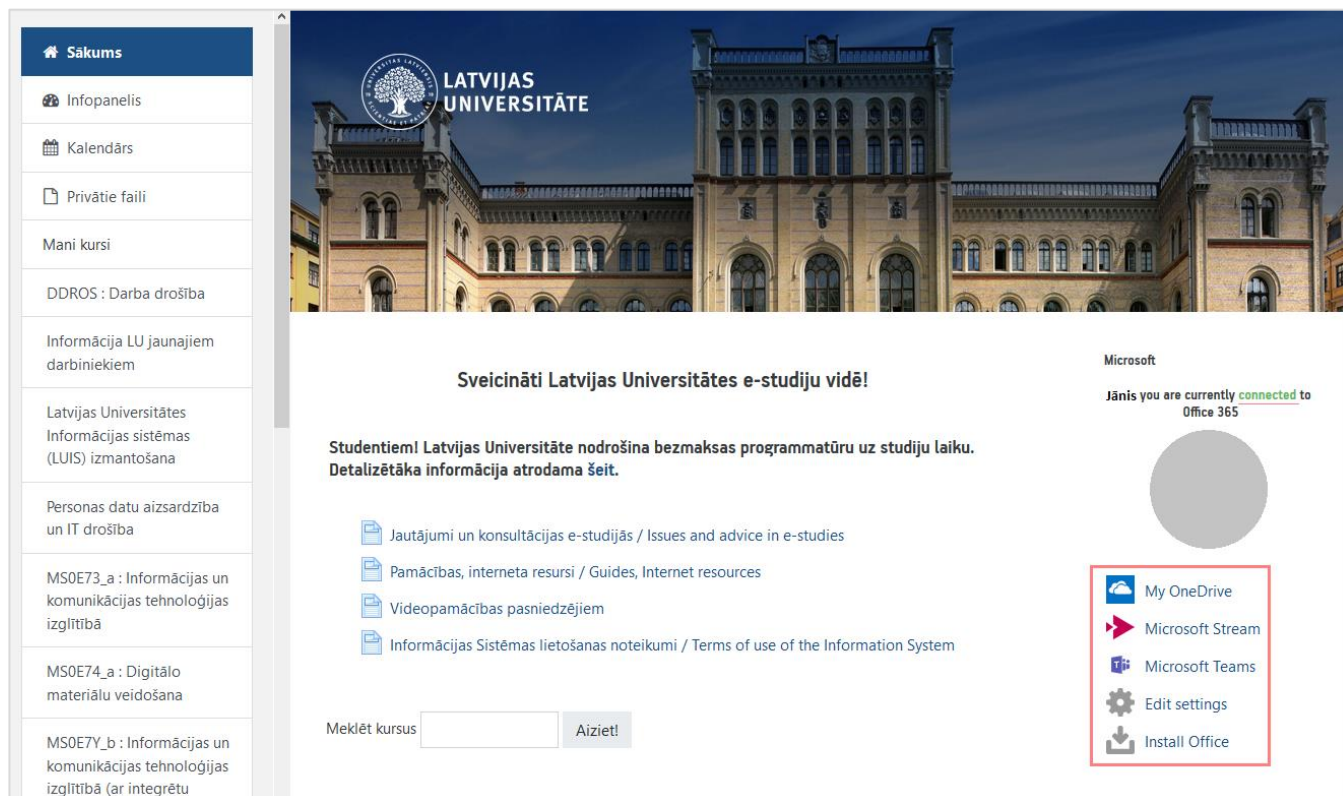 Sākums
Infopanelis
Kalendārs
Privātie faili
Mani kursi
DDROS : Darba drošība
Informācija LU jaunajiem
darbiniekiem
Latvijas Universitātes
Informācijas sistēmas
(LUIS) izmantošana
Personas datu aizsardzība
un IT drošība
MS0E73_a : Informācijas un
komunikācijas tehnoloģijas
izglītībā
MS0E74_a : Digitālo
materiālu veidošana
MS0E7Y_b : Informācijas un
komunikācijas tehnoloģijas
izglītībā (ar integrētu
LATVIJAS
UNIVERSITĀTE
Sveicināti Latvijas Universitātes e-studiju vidē!
Studentiem! Latvijas Universitāte nodrošina bezmaksas programmatūru uz studiju laiku.
Detalizētāka informācija atrodama šeit.
Jautājumi un konsultācijas e-studijās / Issues and advice in e-studies
Pamācības, interneta resursi / Guides, Internet resources
Videopamācības pasniedzējiem
Informācijas Sistēmas lietošanas noteikumi / Terms of use of the Information System
Meklēt kursus
Aiziet!
Microsoft
Jānis you are currently connected to
Office 365
My OneDrive
Microsoft Stream
Microsoft Teams
Edit settings
Install Office